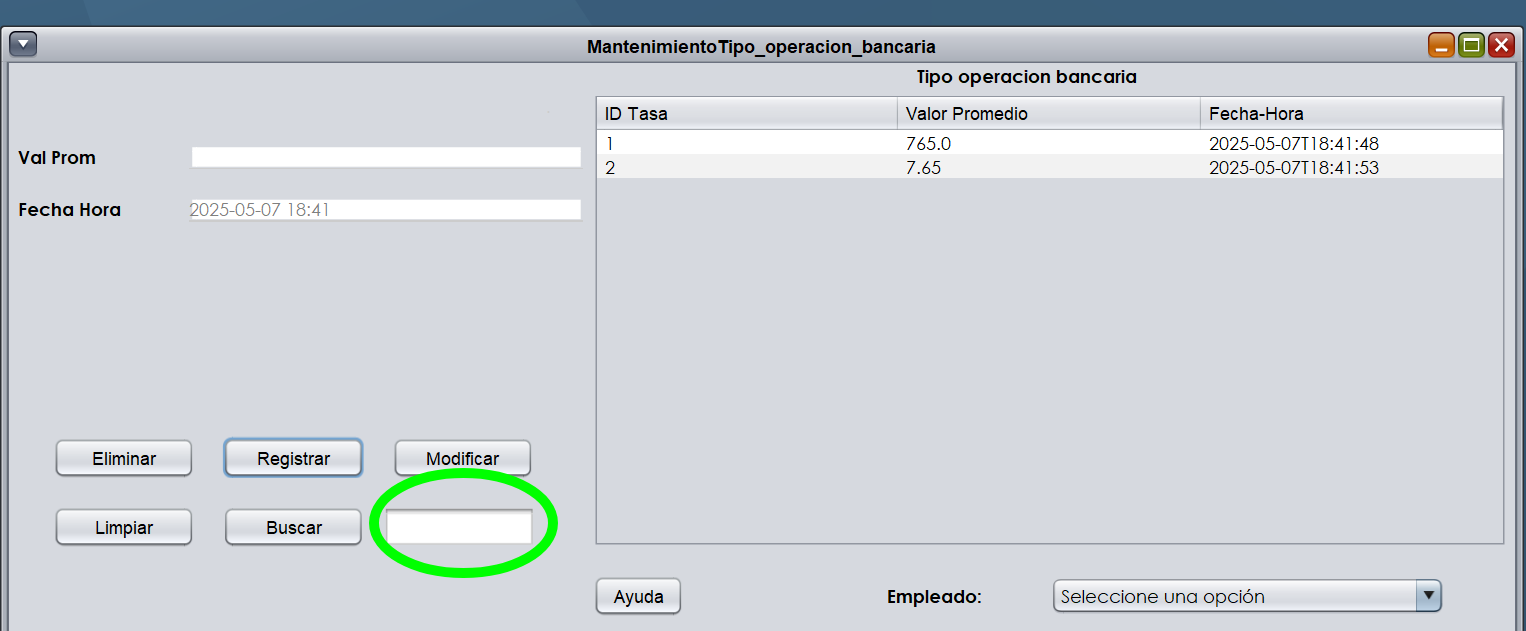 MantenimientoTipo_operacion_bancaria
Tipo operacion bancaria
ID Tasa Valor Promedio Fecha-Hora
1 765.0 2025-05-07T18:41:48
2 7.65 2025-05-07T18:41:53
Val Prom
Fecha Hora 2025-05-07 18:41
Eliminar Registrar Modificar
Limpiar Buscar
Ayuda Empleado: Seleccione una opción